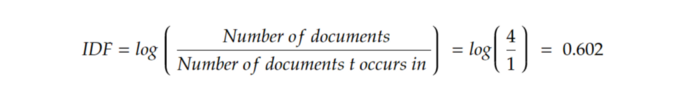 IDF = log ( Number of documents / Number of documents t occurs in ) = log ( 4 / 1 ) = 0.602